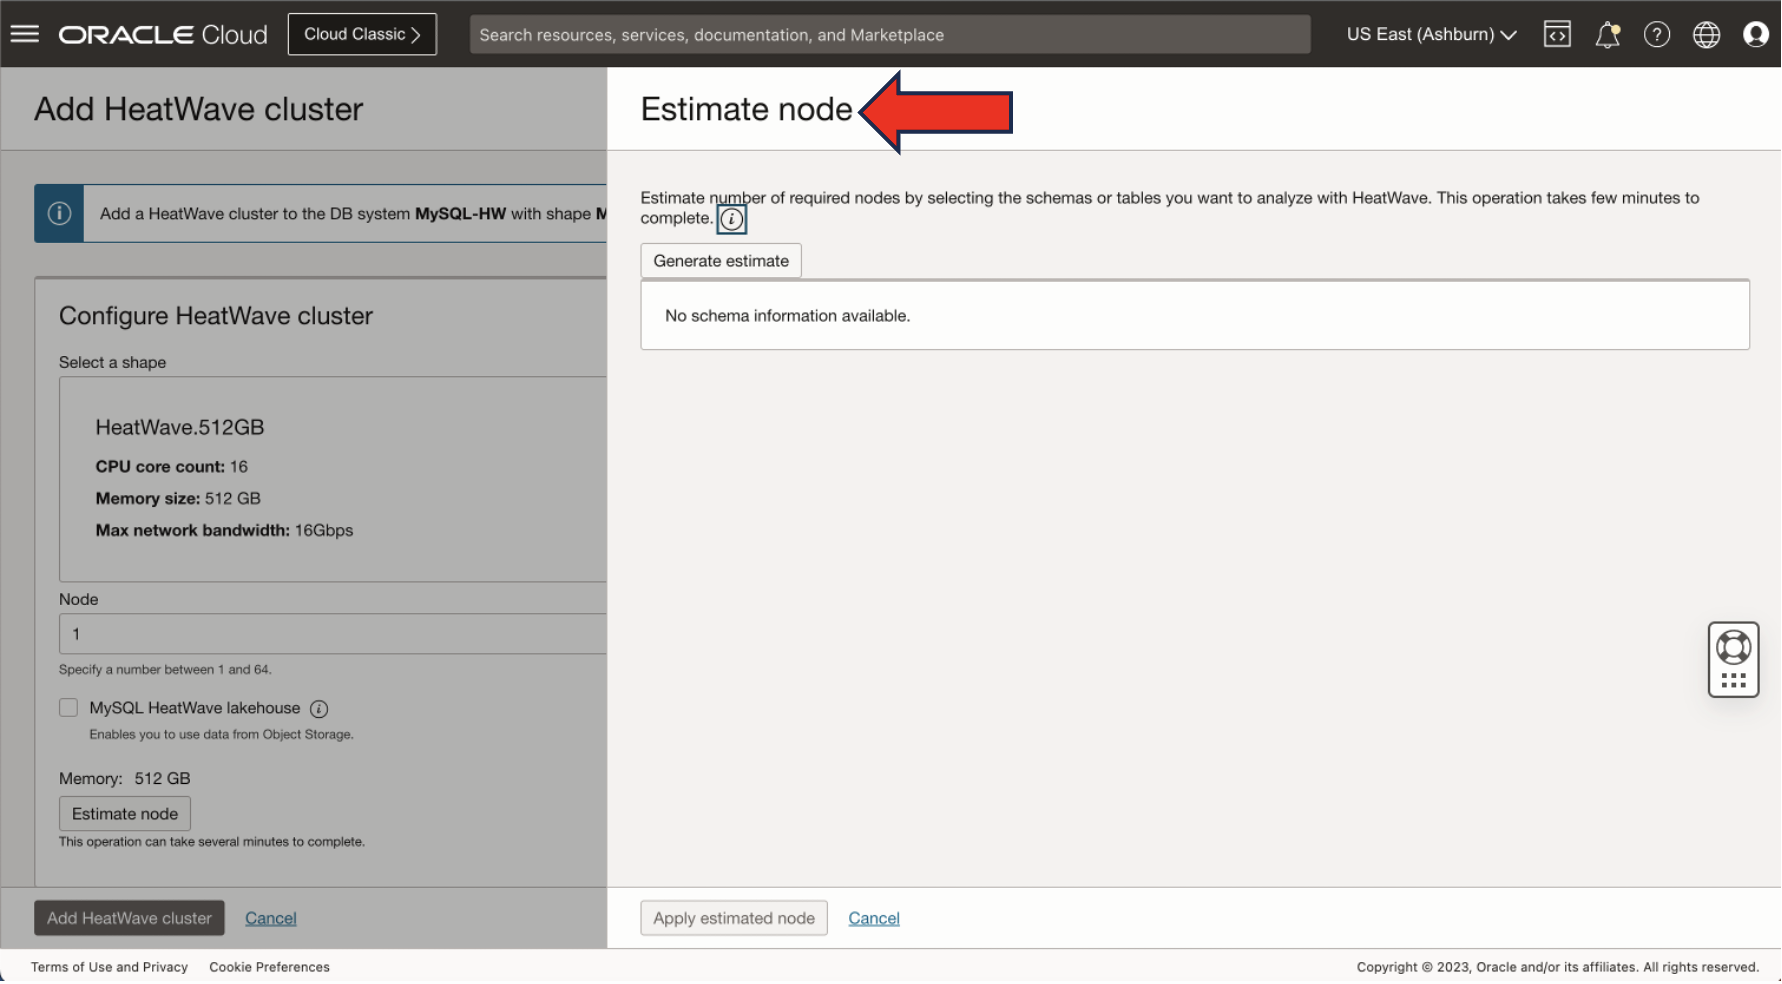 ORACLE Cloud
Cloud Classic
Search resources, services, documentation, and Marketplace
US East (Ashburn)
Add HeatWave cluster
Add a HeatWave cluster to the DB system MySQL-HW with shape M
Configure HeatWave cluster
Select a shape
HeatWave.512GB
CPU core count: 16
Memory size: 512 GB
Max network bandwidth: 16Gbps
Node
1
Specify a number between 1 and 64.
MySQL HeatWave lakehouse
Enables you to use data from Object Storage.
Memory: 512 GB
Estimate node
This operation can take several minutes to complete.
Add HeatWave cluster
Cancel
Estimate node
Estimate number of required nodes by selecting the schemas or tables you want to analyze with HeatWave. This operation takes few minutes to
complete.
Generate estimate
No schema information available.
Apply estimated node
Cancel
Terms of Use and Privacy
Cookie Preferences
Copyright © 2023, Oracle and/or its affiliates. All rights reserved.